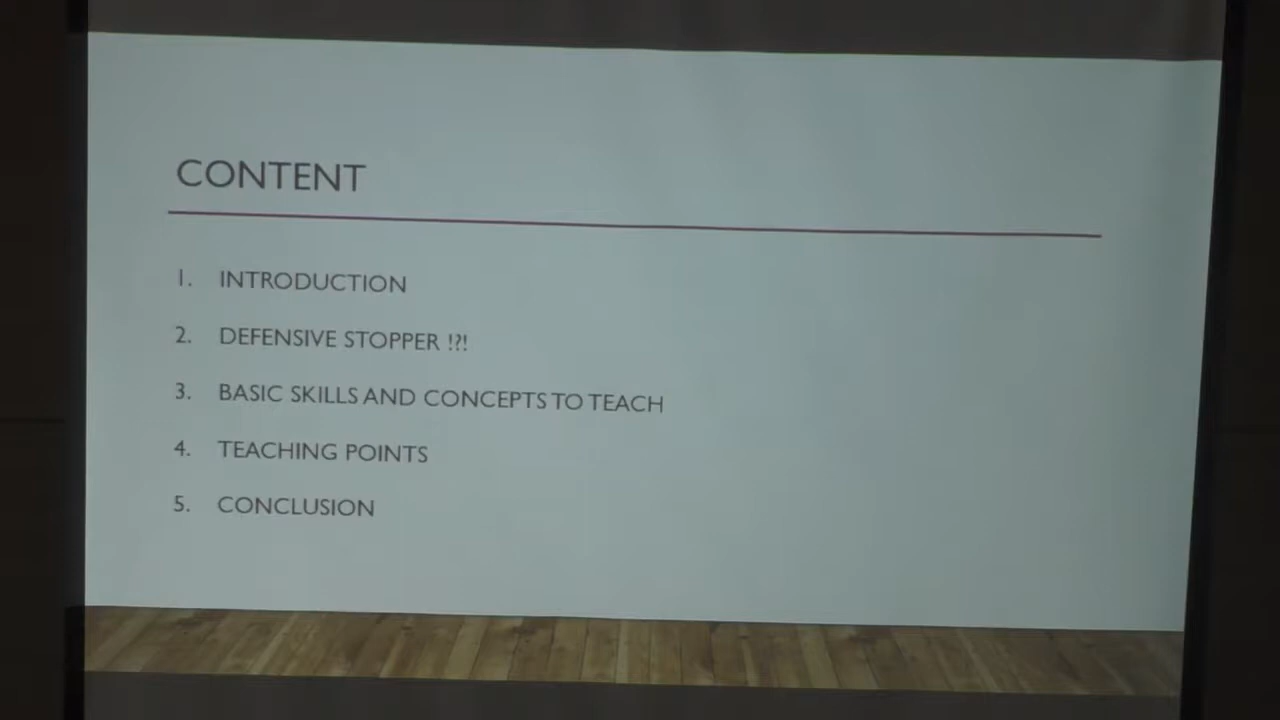 CONTENT
1. INTRODUCTION
2. DEFENSIVE STOPPER !?!
3. BASIC SKILLS AND CONCEPTS TO TEACH
4. TEACHING POINTS
5. CONCLUSION